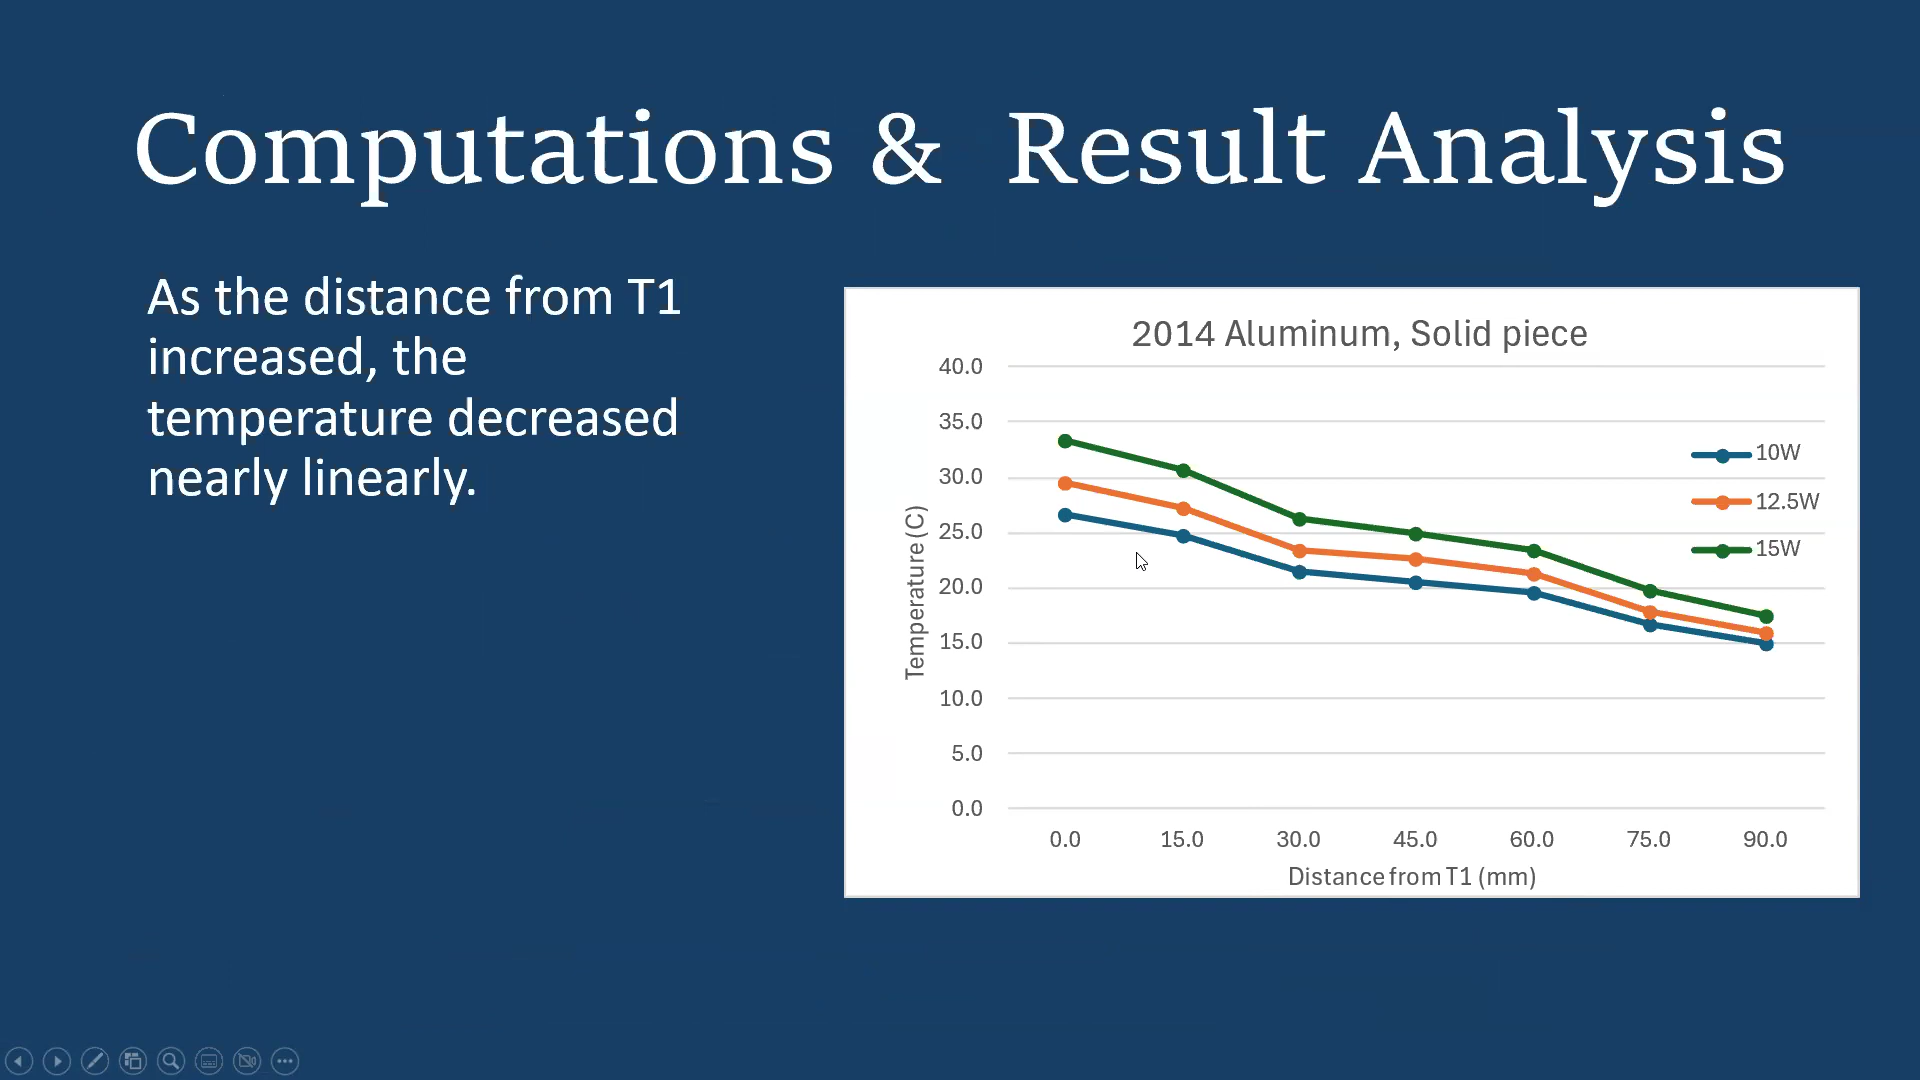 Computations & Result Analysis
As the distance from T1
increased, the
temperature decreased
nearly linearly.
2014 Aluminum, Solid piece
40.0
35.0
30.0
25.0
20.0
15.0
10.0
5.0
0.0
Temperature (C)
10W
12.5W
15W
0.0 15.0 30.0 45.0 60.0 75.0 90.0
Distance from T1 (mm)